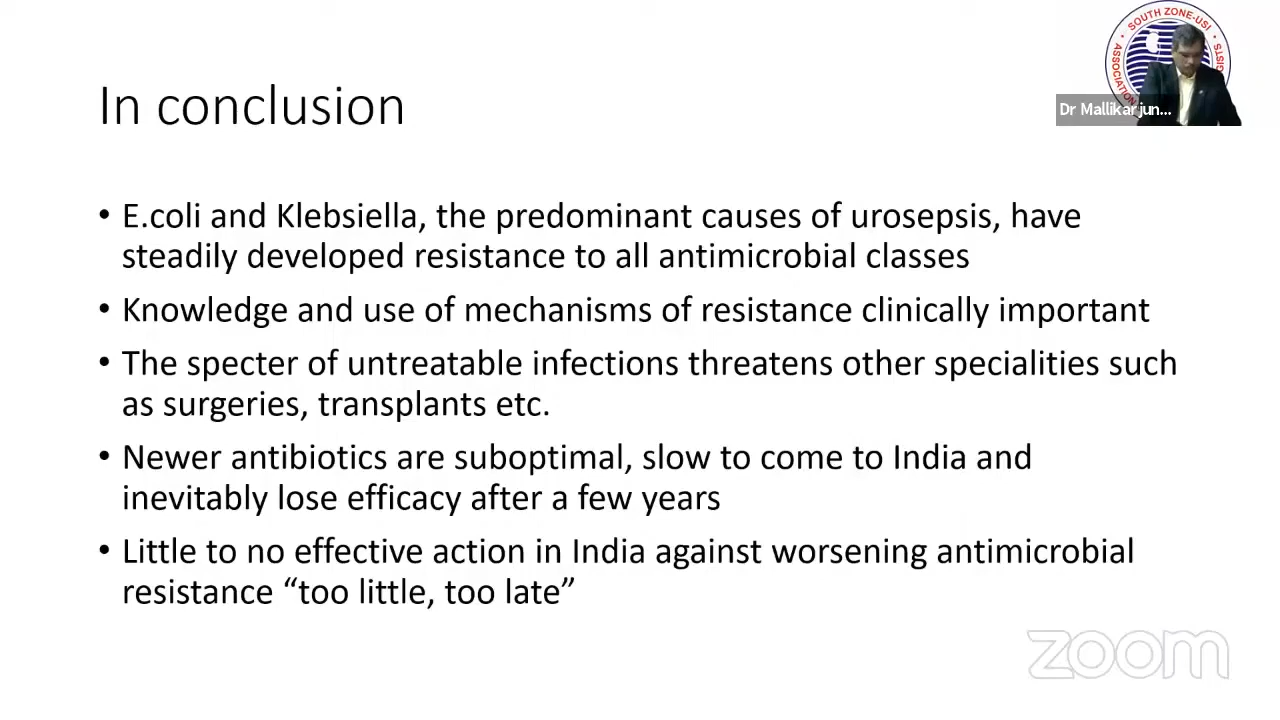 SOUTH ZONE-USI
ASSOCIATION
Dr Mallikarjun...
In conclusion
• E.coli and Klebsiella, the predominant causes of urosepsis, have
steadily developed resistance to all antimicrobial classes
• Knowledge and use of mechanisms of resistance clinically important
• The specter of untreatable infections threatens other specialities such
as surgeries, transplants etc.
• Newer antibiotics are suboptimal, slow to come to India and
inevitably lose efficacy after a few years
• Little to no effective action in India against worsening antimicrobial
resistance “too little, too late”
zoom